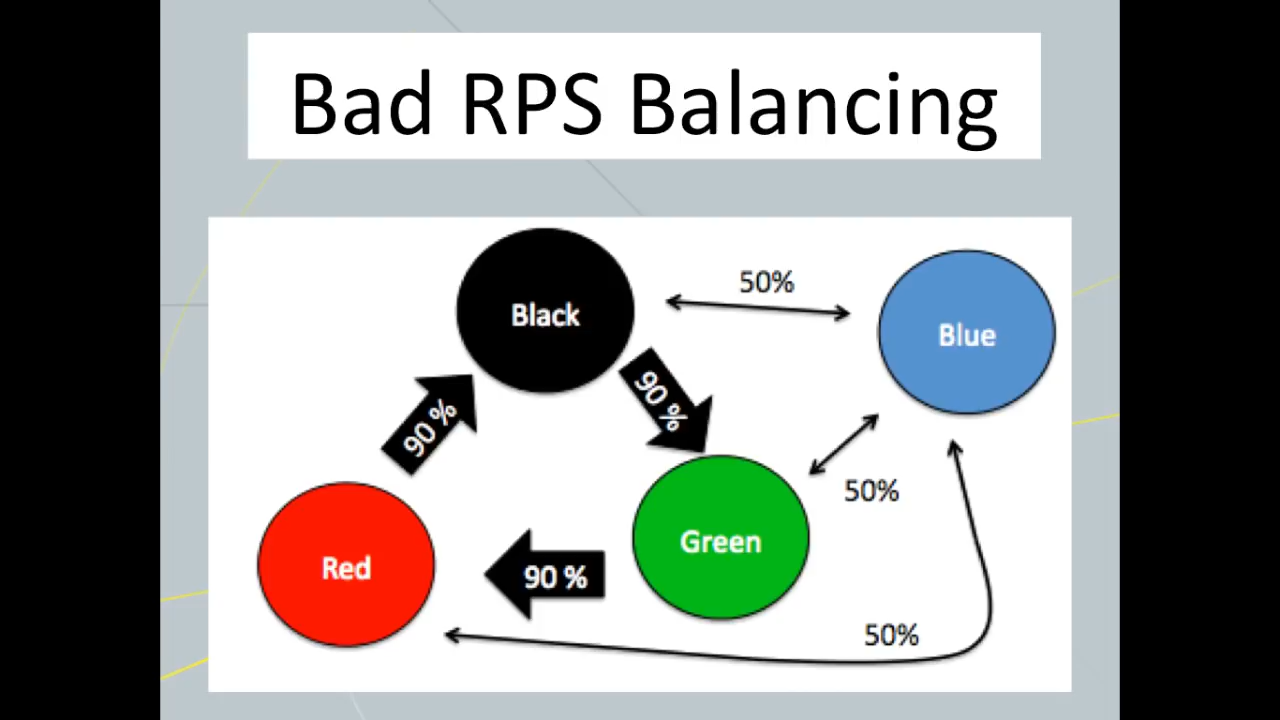 Bad RPS Balancing
50%
Black
Blue
90 %
90 %
50%
Green
Red
90 %
50%